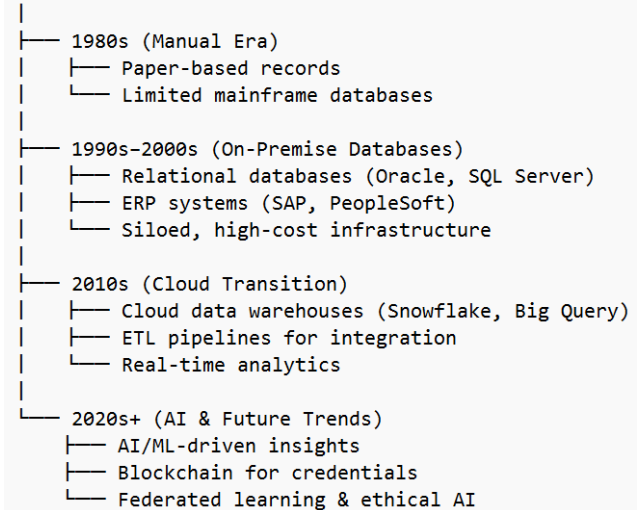 1980s (Manual Era)
Paper-based records
Limited mainframe databases
1990s–2000s (On-Premise Databases)
Relational databases (Oracle, SQL Server)
ERP systems (SAP, PeopleSoft)
Siloed, high-cost infrastructure
2010s (Cloud Transition)
Cloud data warehouses (Snowflake, Big Query)
ETL pipelines for integration
Real-time analytics
2020s+ (AI & Future Trends)
AI/ML-driven insights
Blockchain for credentials
Federated learning & ethical AI